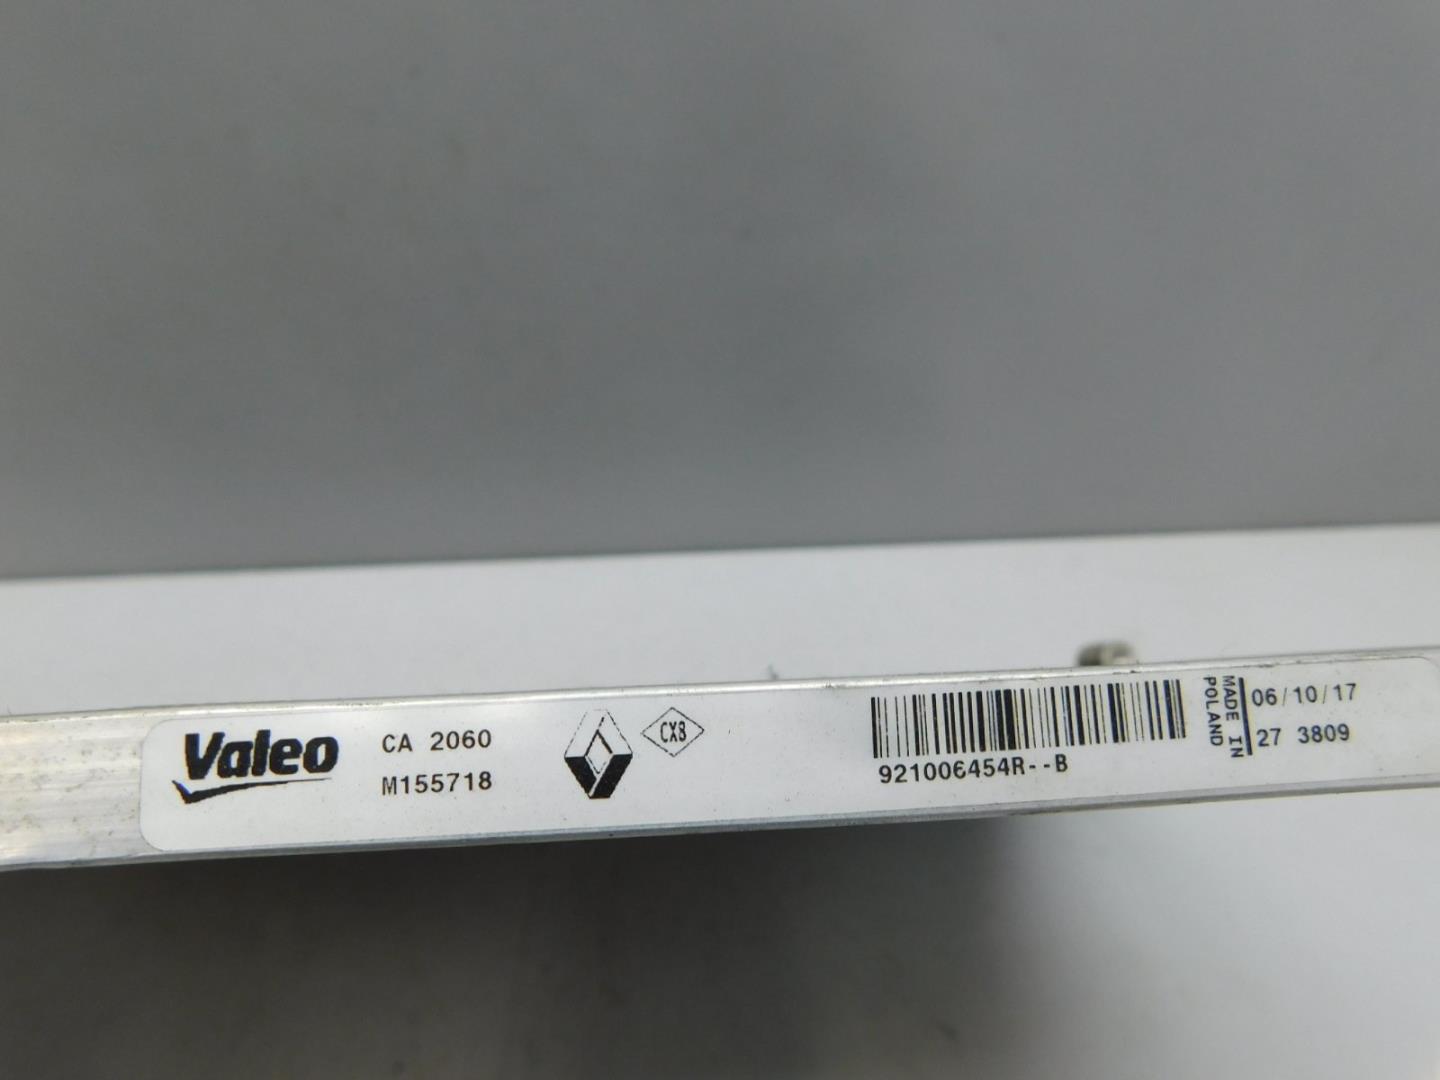 Valeo
CA 2060
M155718
CX8
921006454R--B
MADE IN
POLAND
06/10/17
27 3809